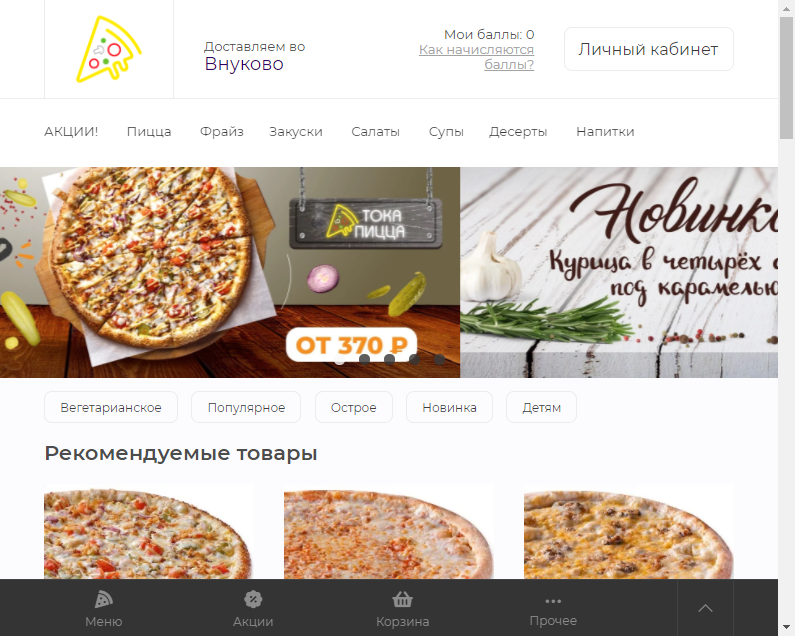 Доставляем во
Внуково
Мои баллы: 0
Как начисляются
баллы?
Личный кабинет
АКЦИИ! Пицца Фрайз Закуски Салаты Супы Десерты Напитки
ТОКА
ПИЦЦА
ОТ 370 ₽
Новинка
Курица в четырёх с
под карамелью
Вегетарианское Популярное Острое Новинка Детям
Рекомендуемые товары
Меню Акции Корзина Прочее